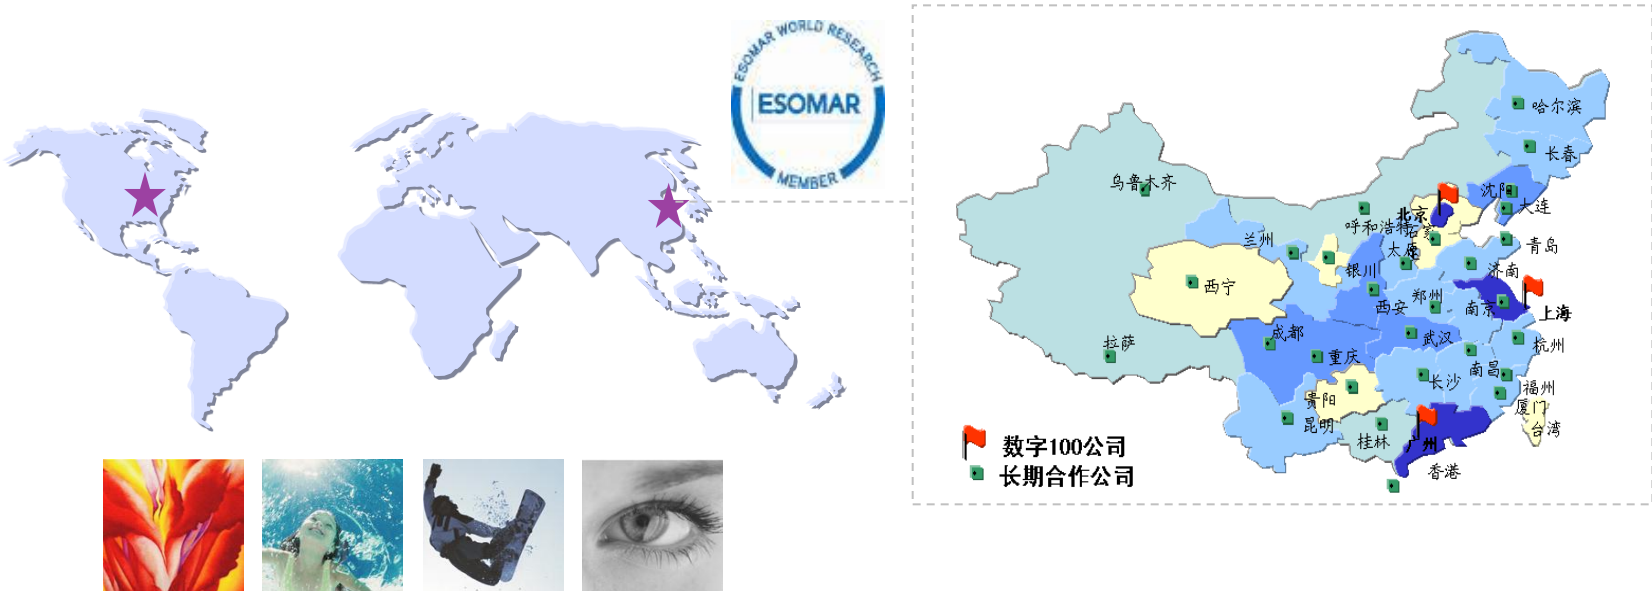 ESOMAR WORLD RESEARCH
ESOMAR
MEMBER
哈尔滨
长春
乌鲁木齐
沈阳
大连
北京
呼和浩特
石家
兰州
太原
青岛
银川
济南
西宁
西安
郑州
南京
上海
拉萨
成都
重庆
武汉
杭州
南昌
长沙
福州
贵阳
厦门
昆明
台湾
桂林
广州
香港
数字100公司
长期合作公司